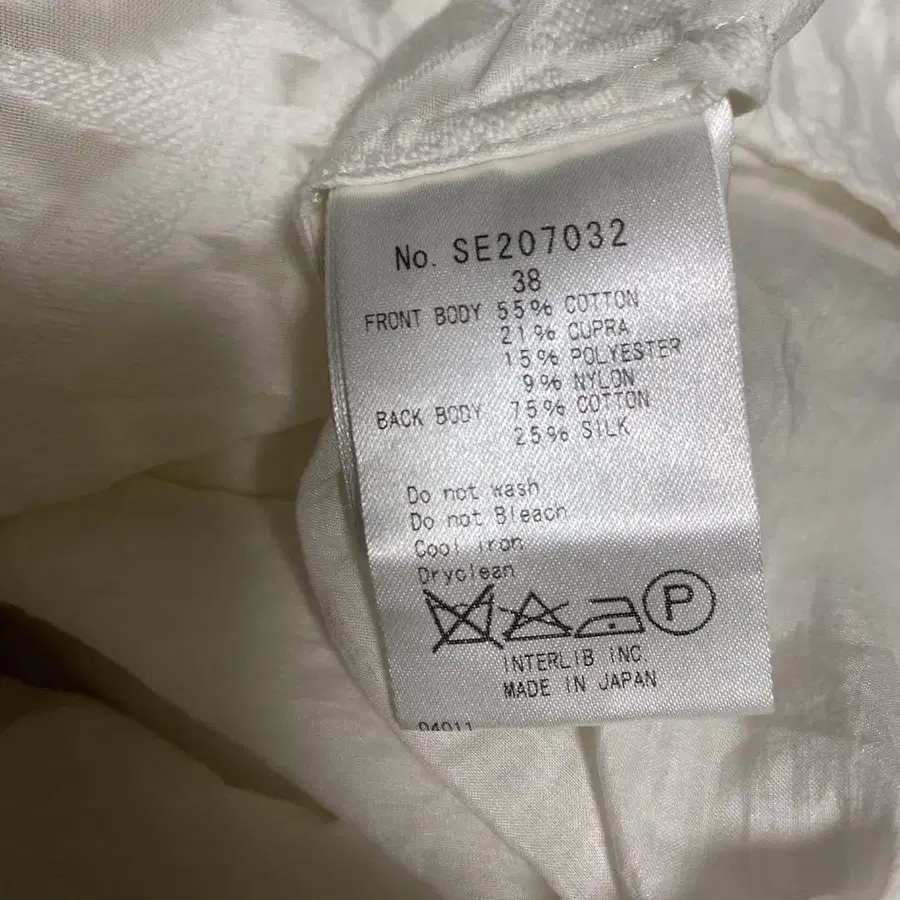 No. SE207032
38
FRONT BODY 55% COTTON
21% CUPRA
15% POLYESTER
9% NYLON
BACK BODY 75% COTTON
25% SILK
Do not wash
Do not Bleach
Cool iron
Dryclean
P
INTERLIB INC.
MADE IN JAPAN
04011